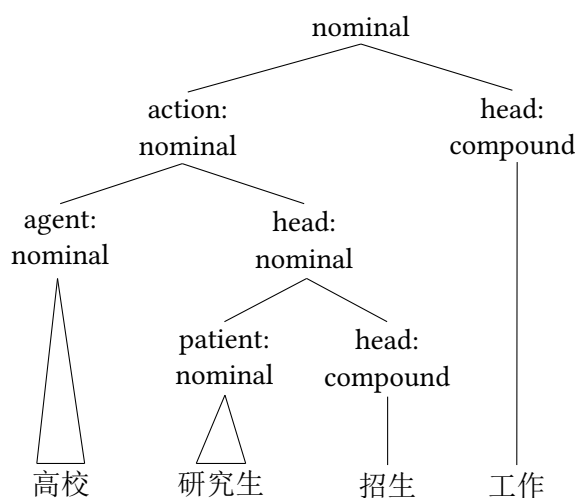 nominal
action:
nominal
head:
compound
agent:
nominal
head:
nominal
patient:
nominal
head:
compound
高校
研究生
招生
工作